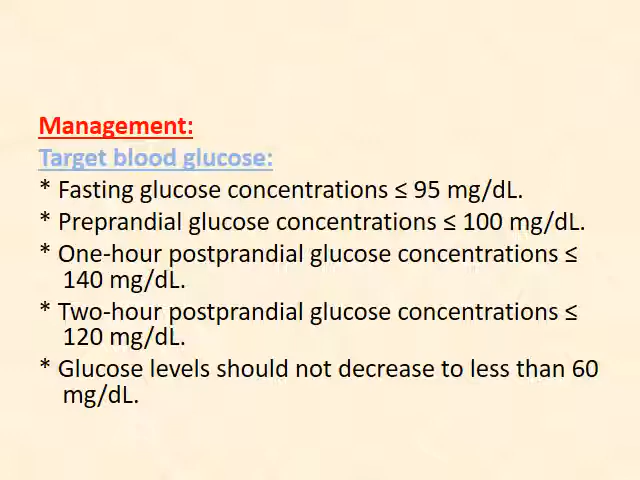 Management:
Target blood glucose:
* Fasting glucose concentrations ≤ 95 mg/dL.
* Preprandial glucose concentrations ≤ 100 mg/dL.
* One-hour postprandial glucose concentrations ≤
140 mg/dL.
* Two-hour postprandial glucose concentrations ≤
120 mg/dL.
* Glucose levels should not decrease to less than 60
mg/dL.